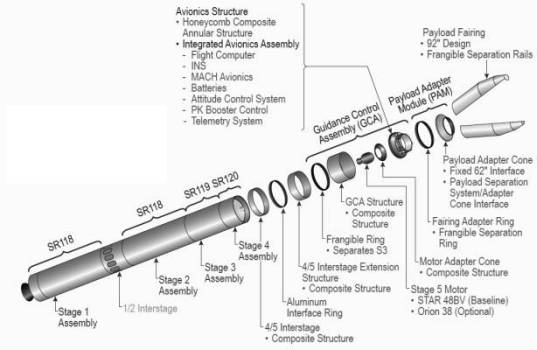 Avionics Structure
• Honeycomb Composite
Annular Structure
• Integrated Avionics Assembly
- Flight Computer
- INS
- MACH Avionics
- Batteries
- Attitude Control System
- PK Booster Control
- Telemetry System
Payload Fairing
• 92" Design
• Frangible Separation Rails
Guidance Control
Assembly (GCA)
Payload Adapter
Module (PAM)
SR118
SR118
SR119
SR120
Payload Adapter Cone
• Fixed 62" Interface
• Payload Separation
System/Adapter
Cone Interface
Fairing Adapter Ring
• Frangible Separation
Ring
Motor Adapter Cone
• Composite Structure
Stage 5 Motor
• STAR 48BV (Baseline)
• Orion 38 (Optional)
GCA Structure
• Composite
Structure
Frangible Ring
• Separates S3
4/5 Interstage Extension
Structure
• Composite Structure
Aluminum
Interface Ring
4/5 Interstage
• Composite Structure
Stage 4
Assembly
Stage 3
Assembly
Stage 2
Assembly
1/2 Interstage
Stage 1
Assembly